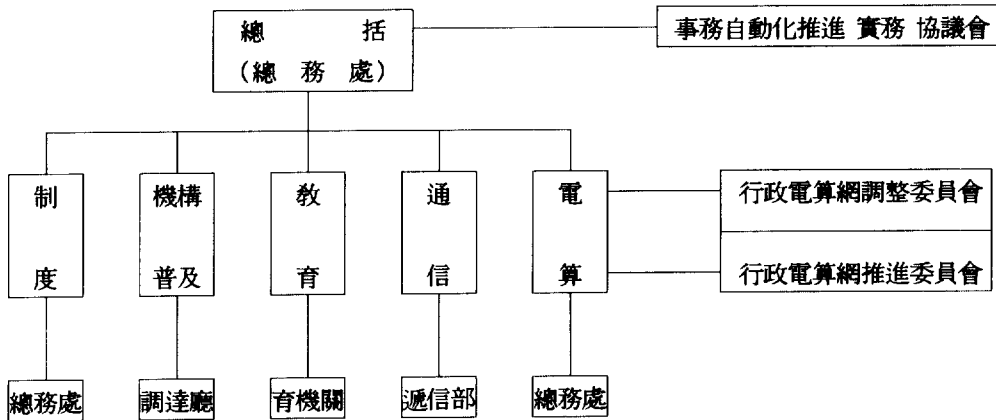 總 括
(總 務 處)
事務自動化推進 實務 協議會
制度
機構普及
敎育
通信
電算
行政電算網調整委員會
行政電算網推進委員會
總務處
調達廳
育機關
遞信部
總務處